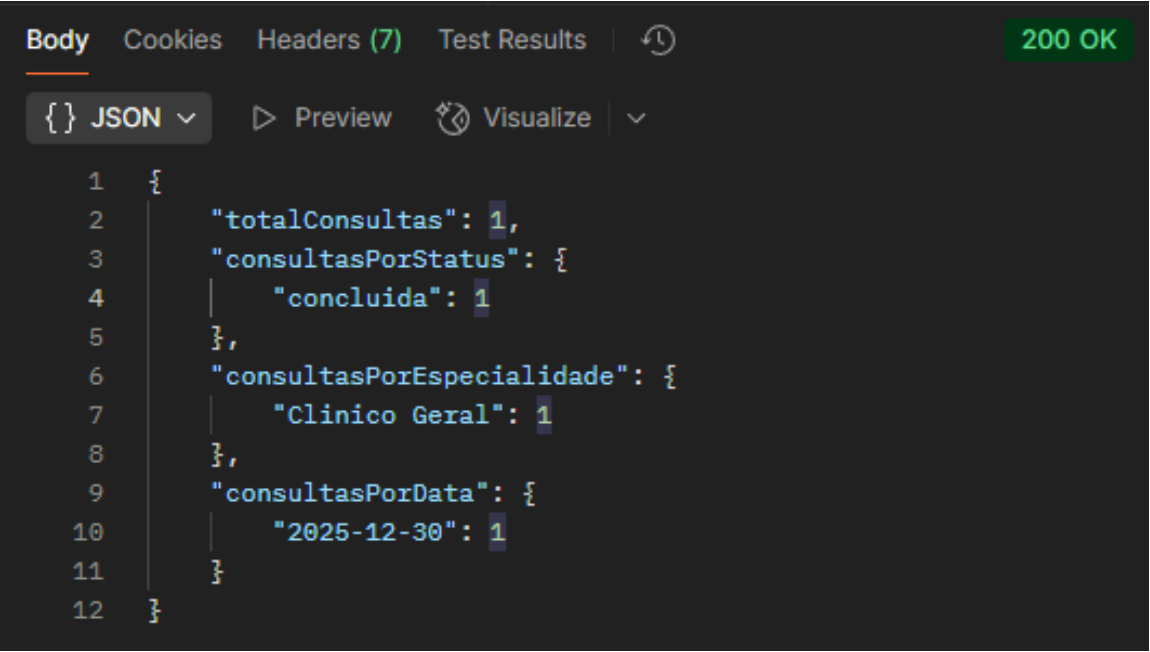 Body Cookies Headers (7) Test Results 200 OK
{} JSON Preview Visualize
1 {
2 "totalConsultas": 1,
3 "consultasPorStatus": {
4 "concluida": 1
5 },
6 "consultasPorEspecialidade": {
7 "Clinico Geral": 1
8 },
9 "consultasPorData": {
10 "2025-12-30": 1
11 }
12 }